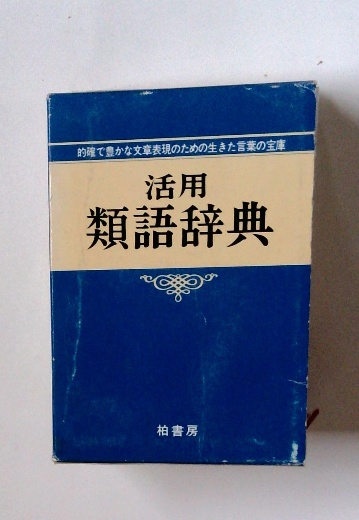 的確で豊かな文章表現のための生きた言葉の宝庫
活用
類語辞典
柏書房